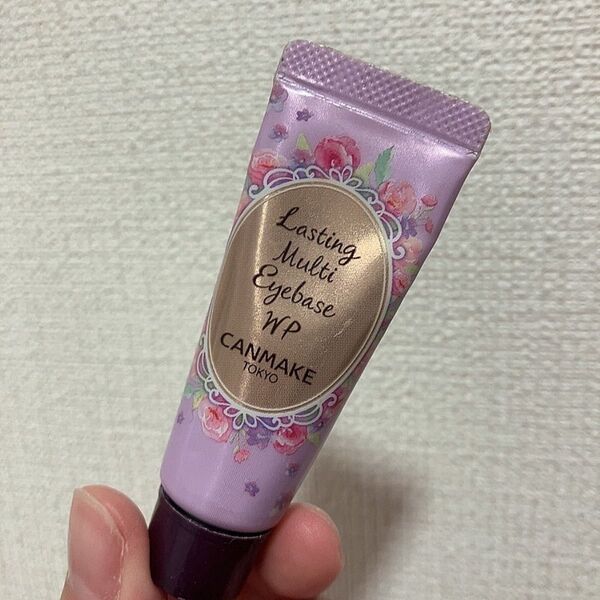 Lasting
Multi
Eyebase
WP
CANMAKE
TOKYO